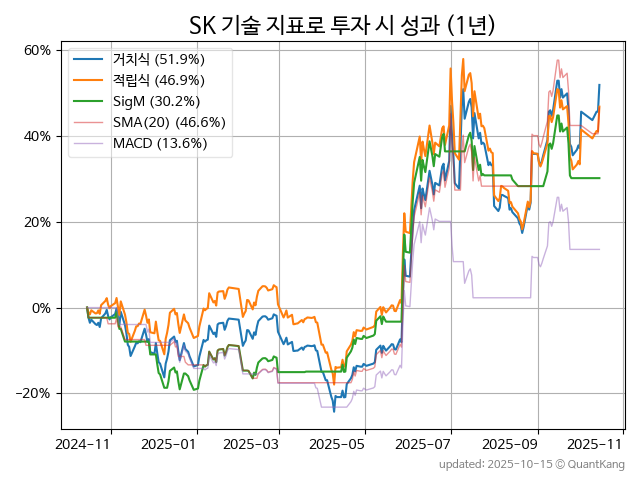 SK 기술 지표로 투자 시 성과 (1년)
60%
40%
20%
0%
−20%
거치식 (51.9%)
적립식 (46.9%)
SigM (30.2%)
SMA(20) (46.6%)
MACD (13.6%)
2024-11 2025-01 2025-03 2025-05 2025-07 2025-09 2025-11
updated: 2025-10-15 © QuantKang